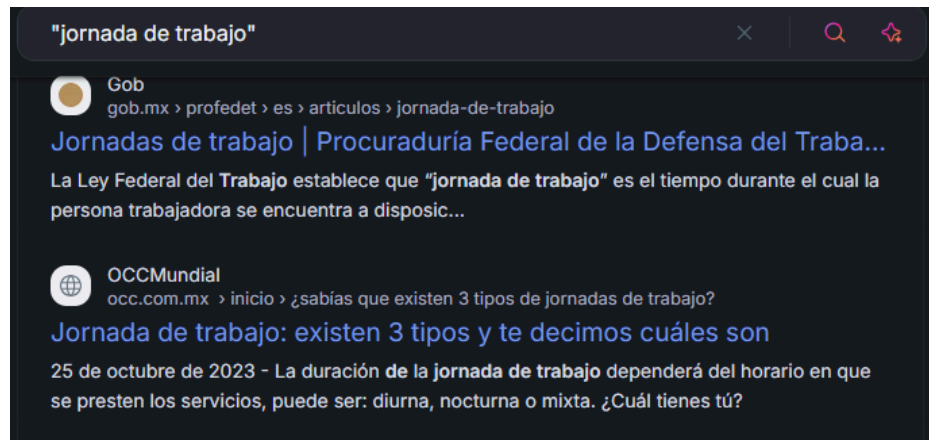 "jornada de trabajo"
Gob
gob.mx › profedet › es › articulos › jornada-de-trabajo
Jornadas de trabajo | Procuraduría Federal de la Defensa del Traba...
La Ley Federal del Trabajo establece que “jornada de trabajo” es el tiempo durante el cual la
persona trabajadora se encuentra a disposic...
OCCMundial
occ.com.mx › inicio › ¿sabías que existen 3 tipos de jornadas de trabajo?
Jornada de trabajo: existen 3 tipos y te decimos cuáles son
25 de octubre de 2023 - La duración de la jornada de trabajo dependerá del horario en que
se presten los servicios, puede ser: diurna, nocturna o mixta. ¿Cuál tienes tú?